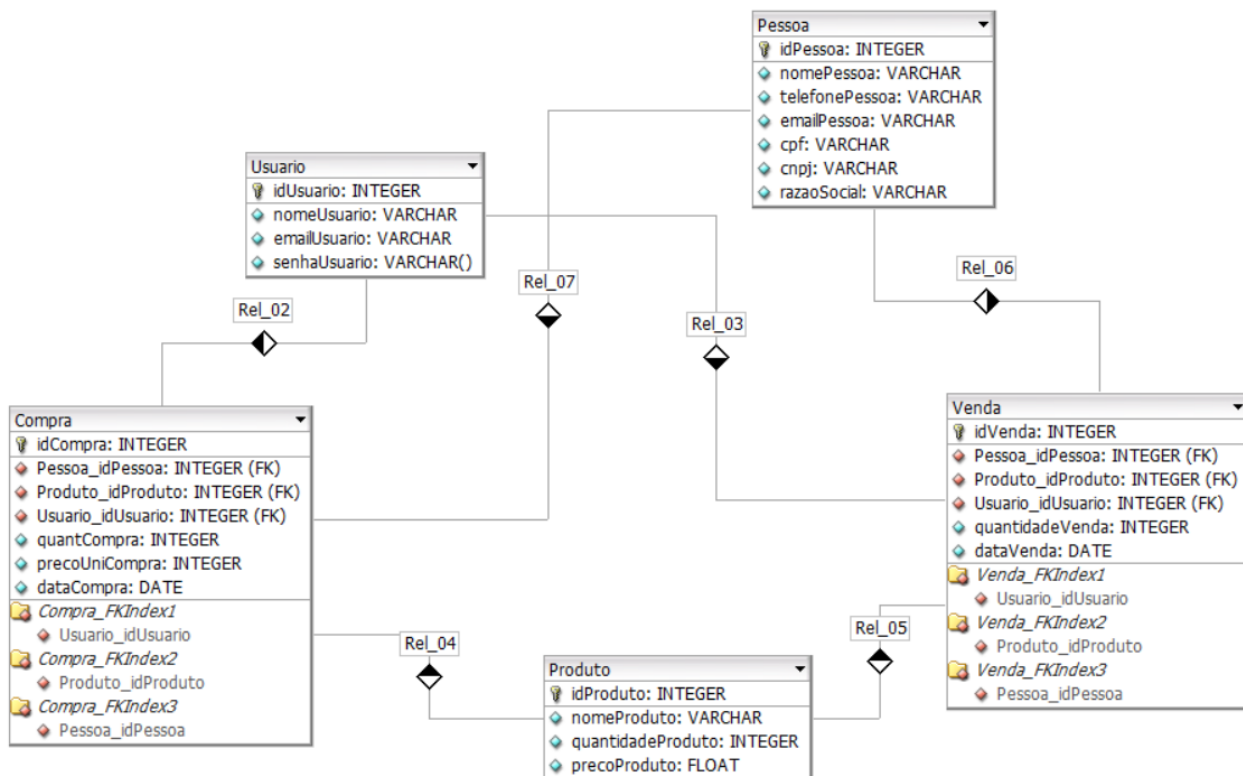 Pessoa
idPessoa: INTEGER
nomePessoa: VARCHAR
telefonePessoa: VARCHAR
emailPessoa: VARCHAR
cpf: VARCHAR
cnpj: VARCHAR
razaoSocial: VARCHAR
Usuario
idUsuario: INTEGER
nomeUsuario: VARCHAR
emailUsuario: VARCHAR
senhaUsuario: VARCHAR()
Rel_07
Rel_06
Rel_02
Rel_03
Compra
idCompra: INTEGER
Pessoa_idPessoa: INTEGER (FK)
Produto_idProduto: INTEGER (FK)
Usuario_idUsuario: INTEGER (FK)
quantCompra: INTEGER
precoUniCompra: INTEGER
dataCompra: DATE
Compra_FKIndex1
Usuario_idUsuario
Compra_FKIndex2
Produto_idProduto
Compra_FKIndex3
Pessoa_idPessoa
Venda
idVenda: INTEGER
Pessoa_idPessoa: INTEGER (FK)
Produto_idProduto: INTEGER (FK)
Usuario_idUsuario: INTEGER (FK)
quantidadeVenda: INTEGER
dataVenda: DATE
Venda_FKIndex1
Usuario_idUsuario
Venda_FKIndex2
Produto_idProduto
Venda_FKIndex3
Pessoa_idPessoa
Rel_04
Rel_05
Produto
idProduto: INTEGER
nomeProduto: VARCHAR
quantidadeProduto: INTEGER
precoProduto: FLOAT